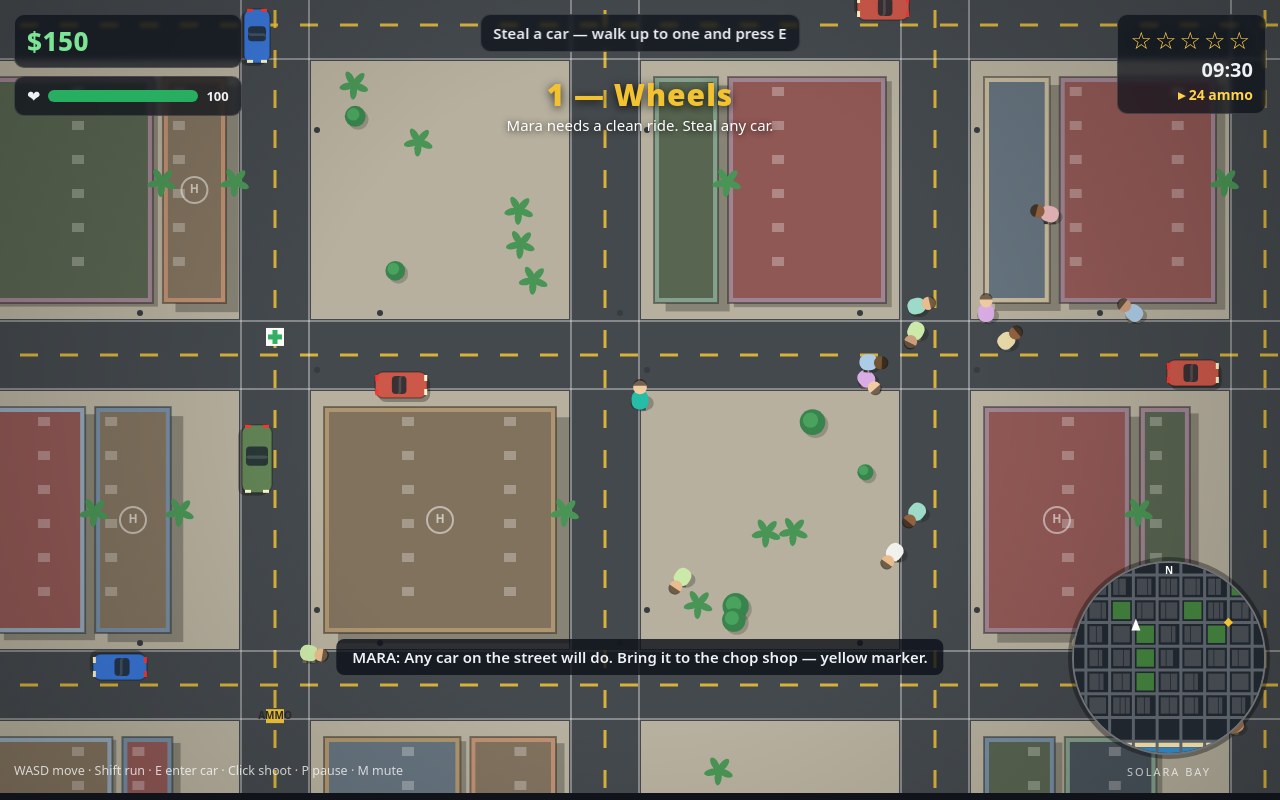 $150
❤ 100
Steal a car — walk up to one and press E
1 — Wheels
Mara needs a clean ride. Steal any car.
☆☆☆☆☆
09:30
▸ 24 ammo
H
H
H
H
N
MARA: Any car on the street will do. Bring it to the chop shop — yellow marker.
AMMO
WASD move · Shift run · E enter car · Click shoot · P pause · M mute
SOLARA BAY